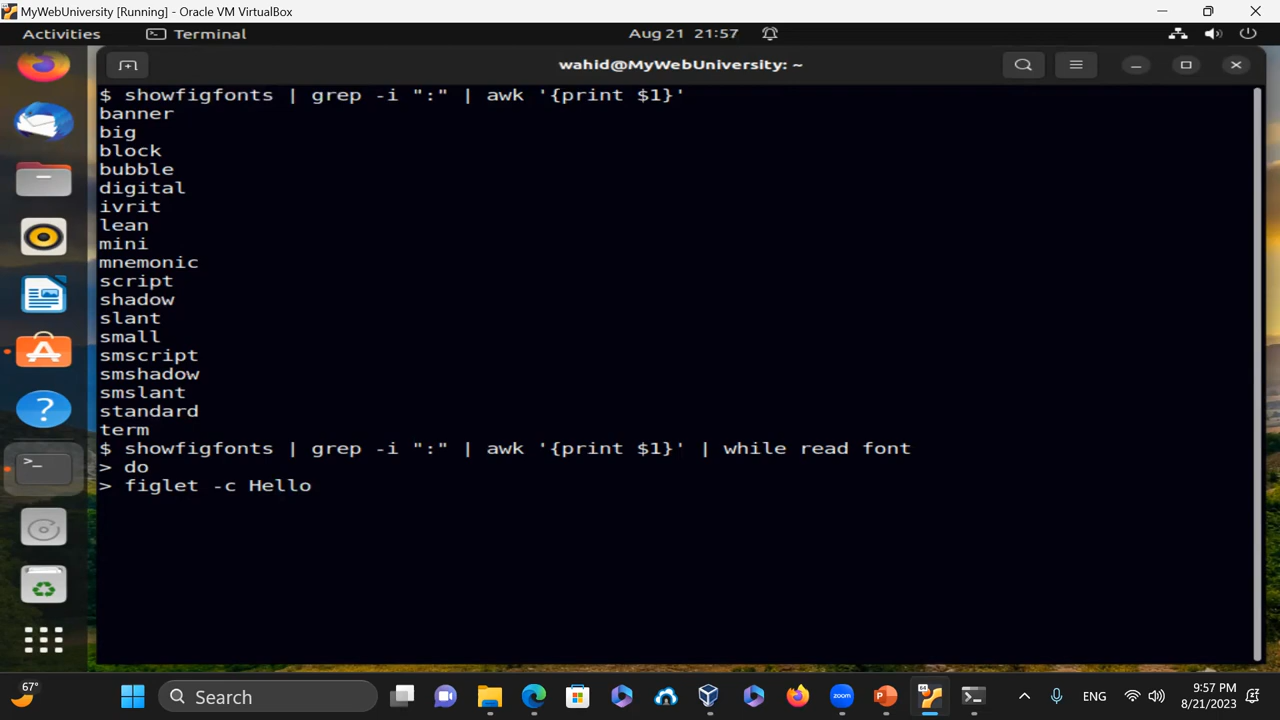 MyWebUniversity [Running] - Oracle VM VirtualBox
Activities Terminal Aug 21 21:57
wahid@MyWebUniversity: ~
$ showfigfonts | grep -i ":" | awk '{print $1}'
banner
big
block
bubble
digital
ivrit
lean
mini
mnemonic
script
shadow
slant
small
smscript
smshadow
smslant
standard
term
$ showfigfonts | grep -i ":" | awk '{print $1}' | while read font
> do
> figlet -c Hello
67°
Search
ENG
9:57 PM
8/21/2023